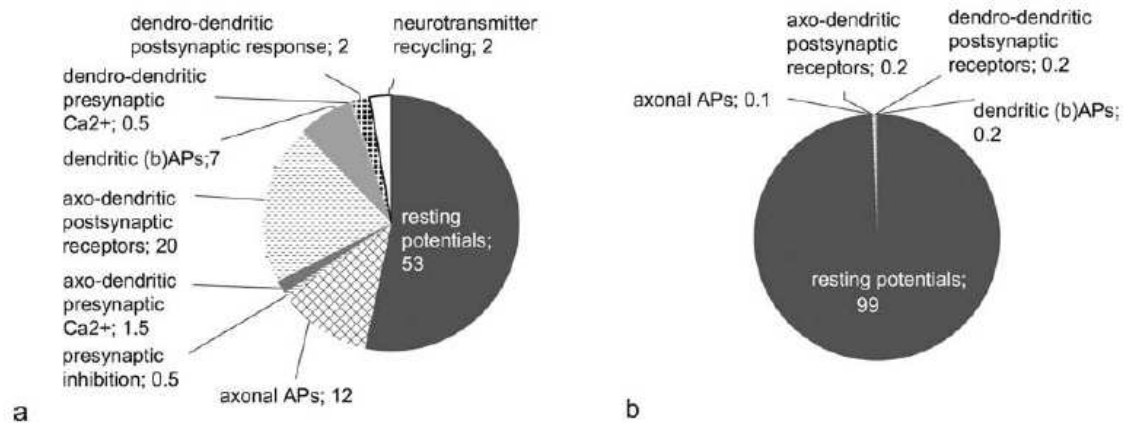 dendro-dendritic
postsynaptic response; 2
neurotransmitter
recycling; 2
dendro-dendritic
presynaptic
Ca2+; 0.5
dendritic (b)APs;7
axo-dendritic
postsynaptic
receptors; 20
axo-dendritic
presynaptic
Ca2+; 1.5
presynaptic
inhibition; 0.5
axonal APs; 12
resting
potentials;
53
a
axo-dendritic
postsynaptic
receptors; 0.2
dendro-dendritic
postsynaptic
receptors; 0.2
axonal APs; 0.1
dendritic (b)APs;
0.2
resting potentials;
99
b